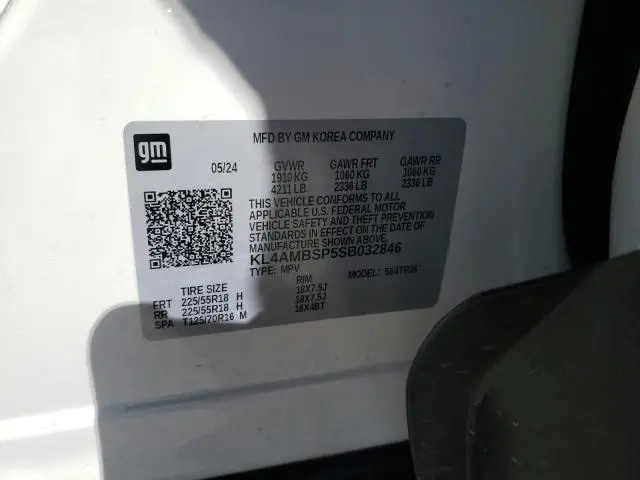 MFD BY GM KOREA COMPANY
gm
05/24 GVWR GAWR FRT GAWR RR
1910 KG 1060 KG 1060 KG
4211 LB 2336 LB 2336 LB
THIS VEHICLE CONFORMS TO ALL
APPLICABLE U.S. FEDERAL MOTOR
VEHICLE SAFETY AND THEFT PREVENTION
STANDARDS IN EFFECT ON THE DATE OF
MANUFACTURE SHOWN ABOVE.
KL4AMBSP5SB032846
TYPE: MPV MODEL:
TIRE SIZE RIM
FRT 225/55R18 H 18X7.5J
RR 225/55R18 H 18X7.5J
SPA T125/70R16 M 16X4BT